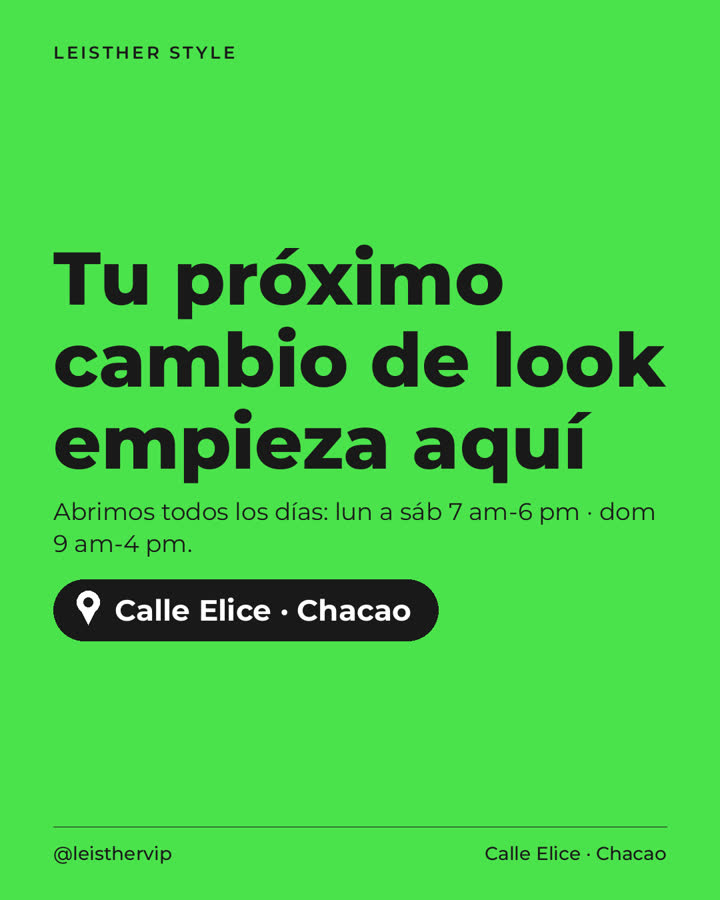 LEISTHER STYLE
Tu próximo
cambio de look
empieza aquí
Abrimos todos los días: lun a sáb 7 am-6 pm · dom
9 am-4 pm.
Calle Elice · Chacao
@leisthervip
Calle Elice · Chacao